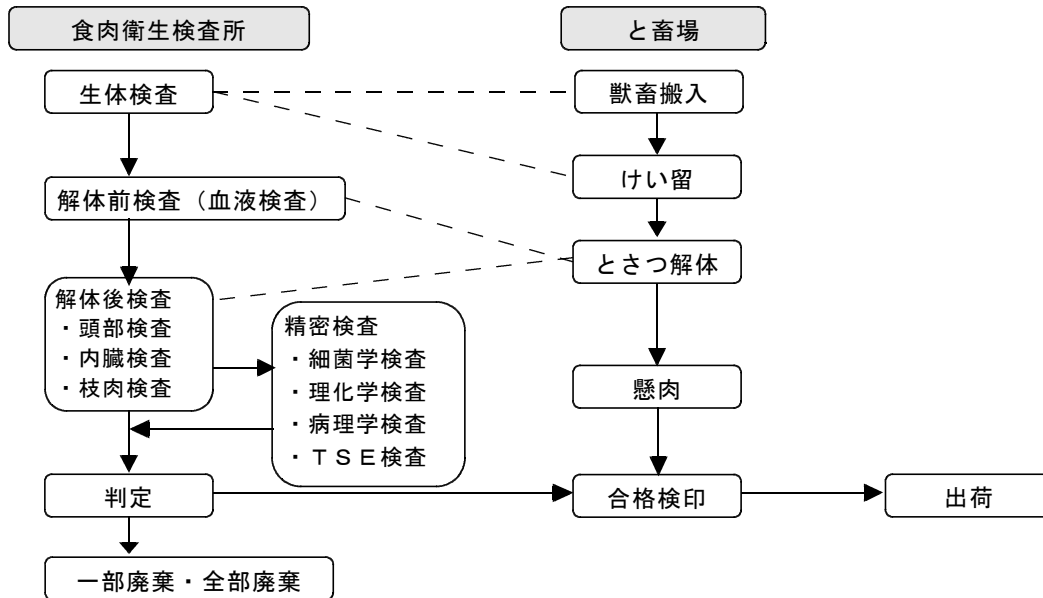 食肉衛生検査所
と畜場
生体検査
獣畜搬入
けい留
解体前検査（血液検査）
とさつ解体
解体後検査
・頭部検査
・内臓検査
・枝肉検査
精密検査
・細菌学検査
・理化学検査
・病理学検査
・ＴＳＥ検査
懸肉
判定
合格検印
出荷
一部廃棄・全部廃棄